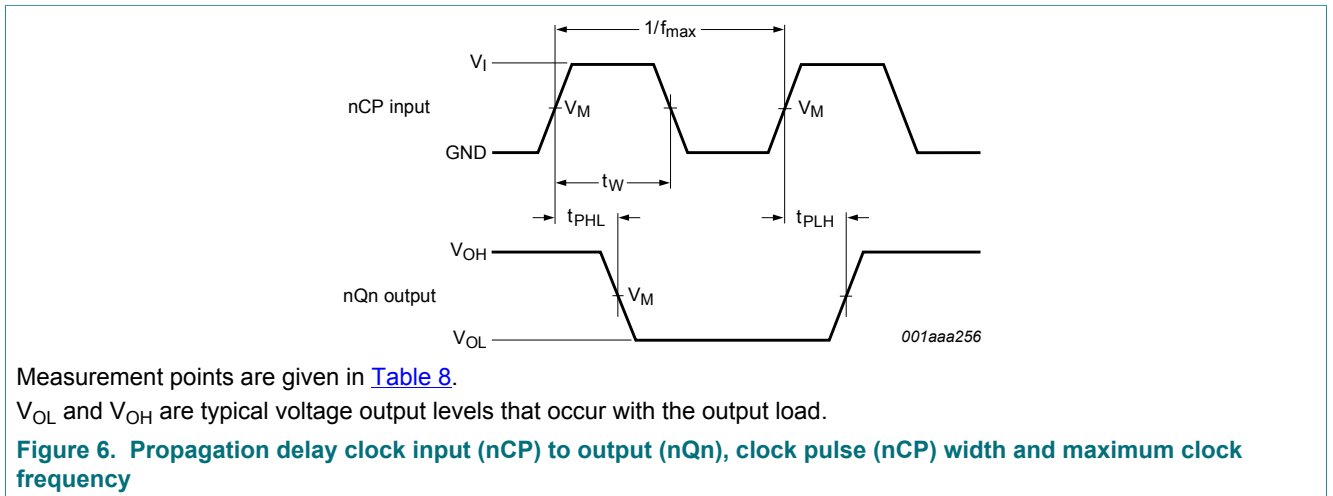 1/fmax
VI
nCP input
VM
VM
GND
tW
tPHL
tPLH
VOH
nQn output
VM
VOL
001aaa256
Measurement points are given in Table 8.
VOL and VOH are typical voltage output levels that occur with the output load.
Figure 6. Propagation delay clock input (nCP) to output (nQn), clock pulse (nCP) width and maximum clock
frequency